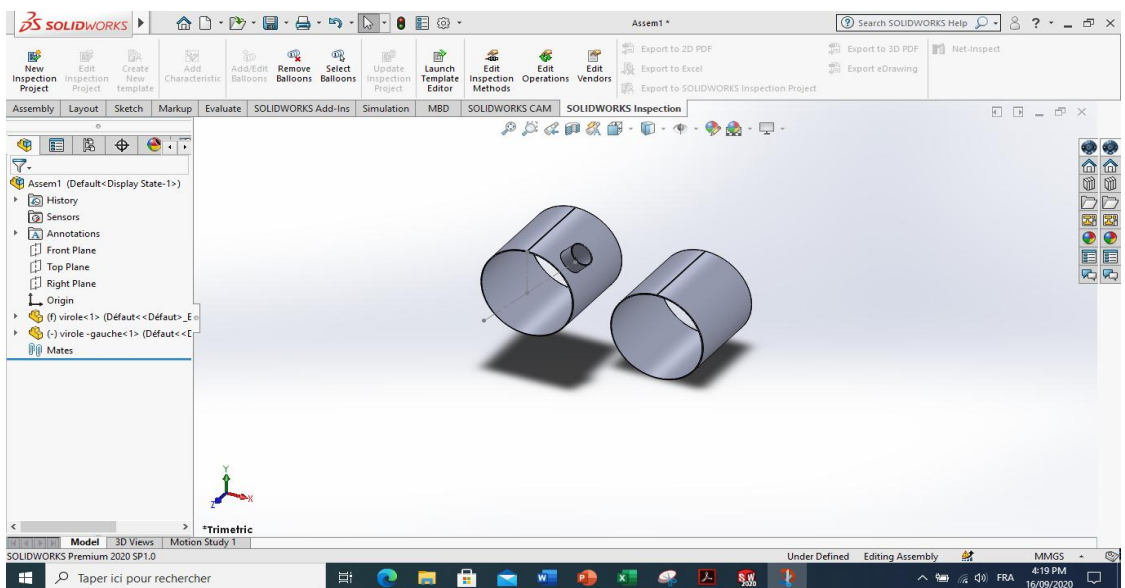 SOLIDWORKS
Assem1 *
Search SOLIDWORKS Help
New Inspection Project
Edit Inspection Project
Create New template
Add Characteristic
Add/Edit Balloons
Remove Balloons
Select Balloons
Update Inspection Project
Launch Template Editor
Edit Inspection Methods
Edit Operations
Edit Vendors
Export to 2D PDF
Export to Excel
Export to SOLIDWORKS Inspection Project
Export to 3D PDF
Export eDrawing
Net-Inspect
Assembly Layout Sketch Markup Evaluate SOLIDWORKS Add-Ins Simulation MBD SOLIDWORKS CAM SOLIDWORKS Inspection
Assem1 (Default<Display State-1>)
History
Sensors
Annotations
Front Plane
Top Plane
Right Plane
Origin
(f) virole<1> (Défaut<<Défaut>_E
(-) virole -gauche<1> (Défaut<<D
Mates
Y
X
Z
*Trimetric
Model 3D Views Motion Study 1
SOLIDWORKS Premium 2020 SP1.0
Under Defined Editing Assembly MMGS
Taper ici pour rechercher
FRA
4:19 PM
16/09/2020